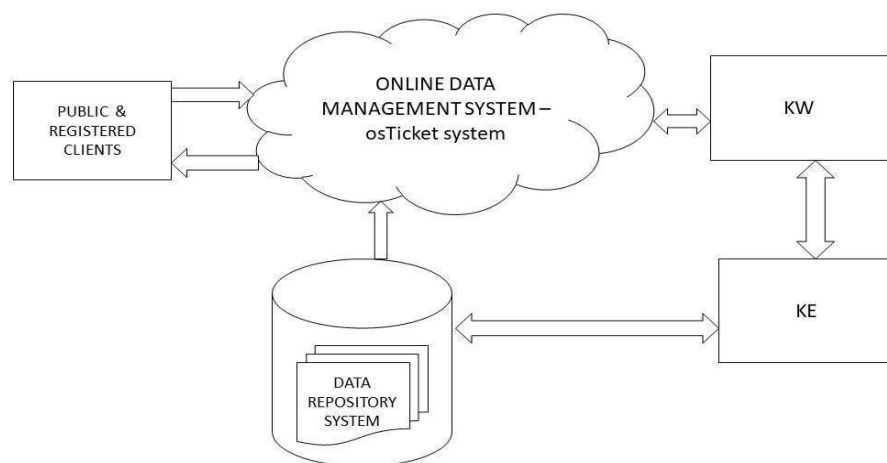 PUBLIC &
REGISTERED
CLIENTS
ONLINE DATA
MANAGEMENT SYSTEM –
osTicket system
KW
KE
DATA
REPOSITORY
SYSTEM